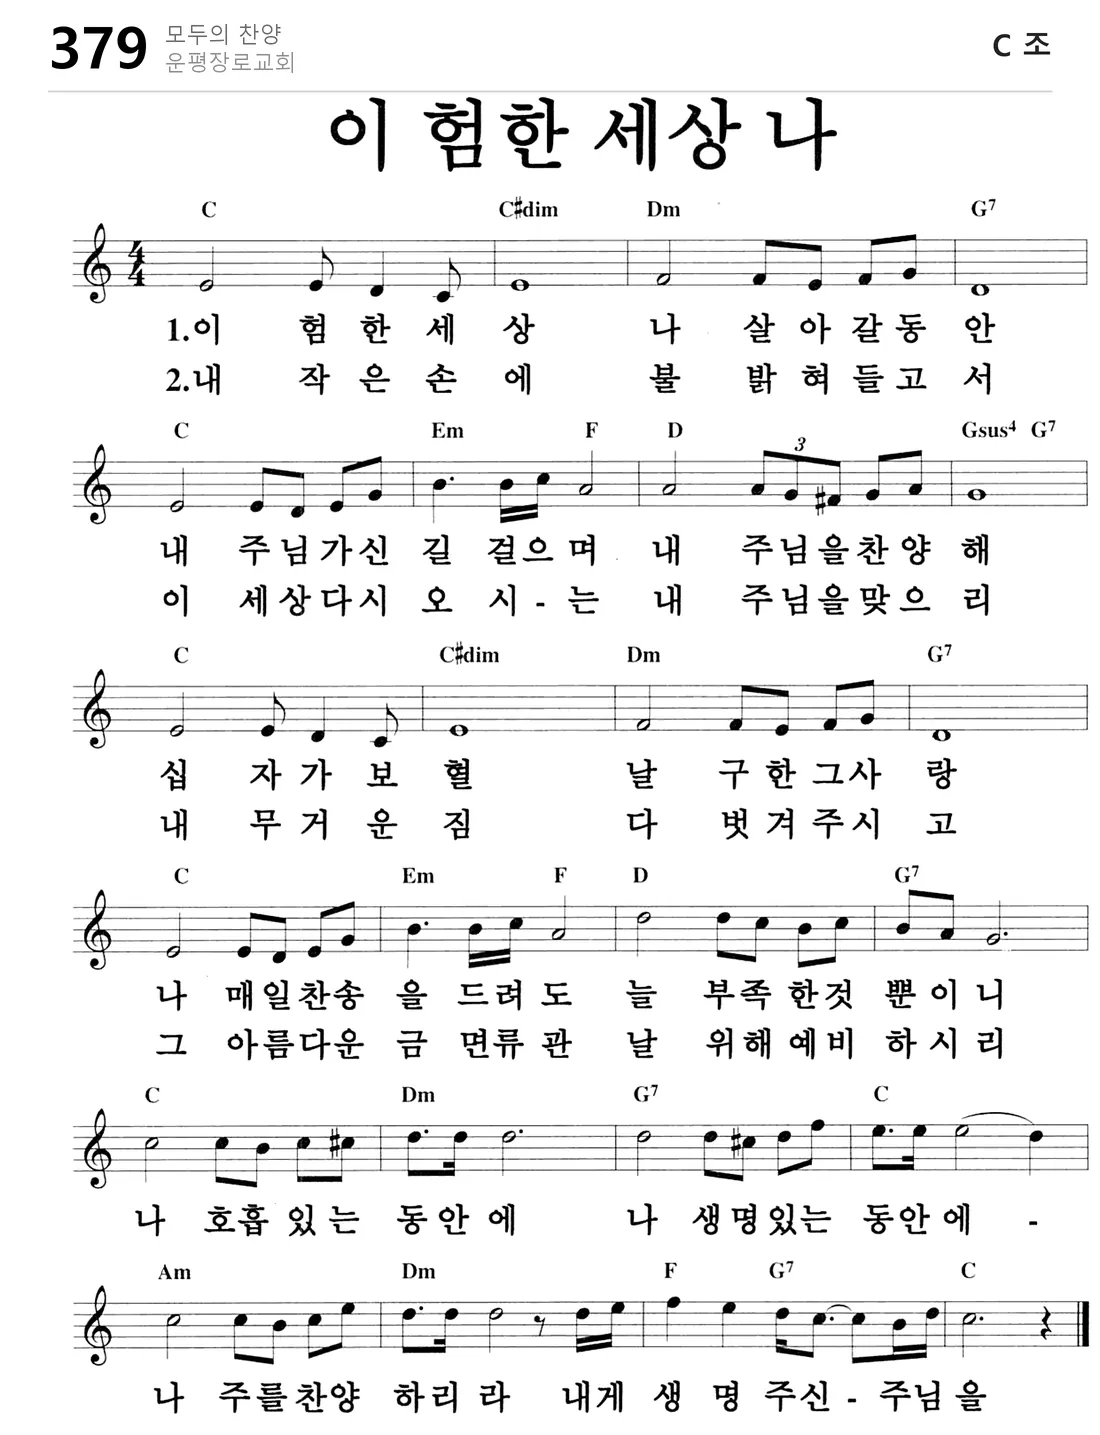 379 모두의 찬양
운평장로교회
C 조
이 험한 세상 나
C C#dim Dm G7
4
4
1.이 험 한 세 상 나 살 아 갈 동 안
2.내 작 은 손 에 불 밝 혀 들 고 서
C Em F D Gsus4 G7
3
내 주 님 가 신 길 걸 으 며 내 주 님 을 찬 양 해
이 세 상 다 시 오 시 - 는 내 주 님 을 맞 으 리
C C#dim Dm G7
십 자 가 보 혈 날 구 한 그 사 랑
내 무 거 운 짐 다 벗 겨 주 시 고
C Em F D G7
나 매 일 찬 송 을 드 려 도 늘 부 족 한 것 뿐 이 니
그 아 름 다 운 금 면 류 관 날 위 해 예 비 하 시 리
C Dm G7 C
나 호 흡 있 는 동 안 에 나 생 명 있 는 동 안 에 -
Am Dm F G7 C
나 주 를 찬 양 하 리 라 내 게 생 명 주 신 - 주 님 을